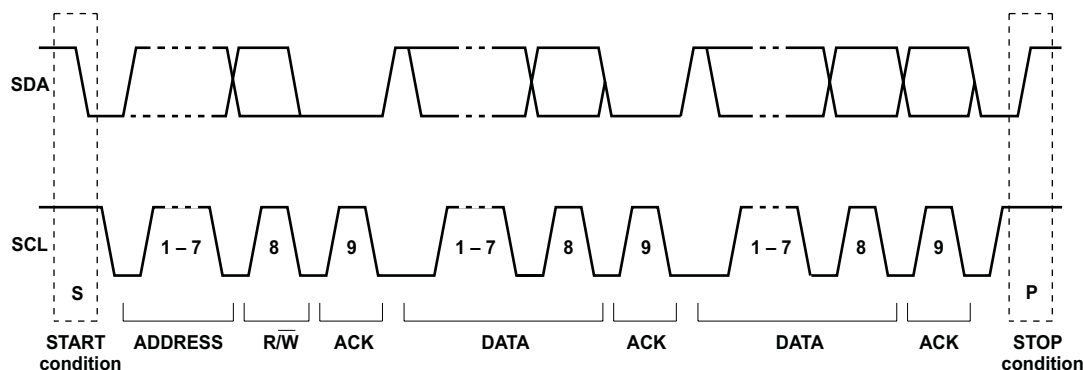 SDA
SCL
1 – 7 8 9 1 – 7 8 9 1 – 7 8 9
S P
START ADDRESS R/W̅ ACK DATA ACK DATA ACK STOP
condition condition